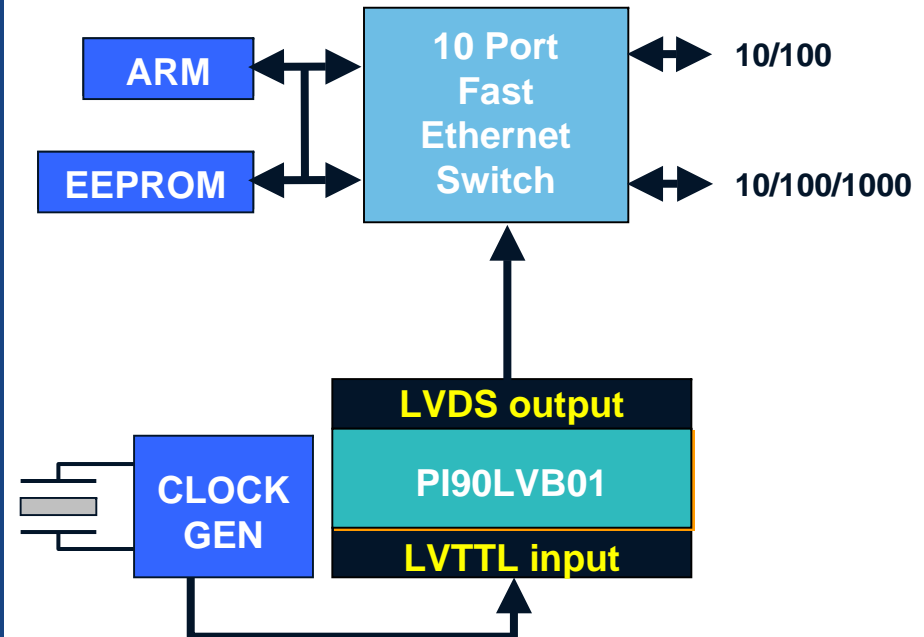 ARM
EEPROM
10 Port
Fast
Ethernet
Switch
10/100
10/100/1000
LVDS output
PI90LVB01
LVTTL input
CLOCK
GEN